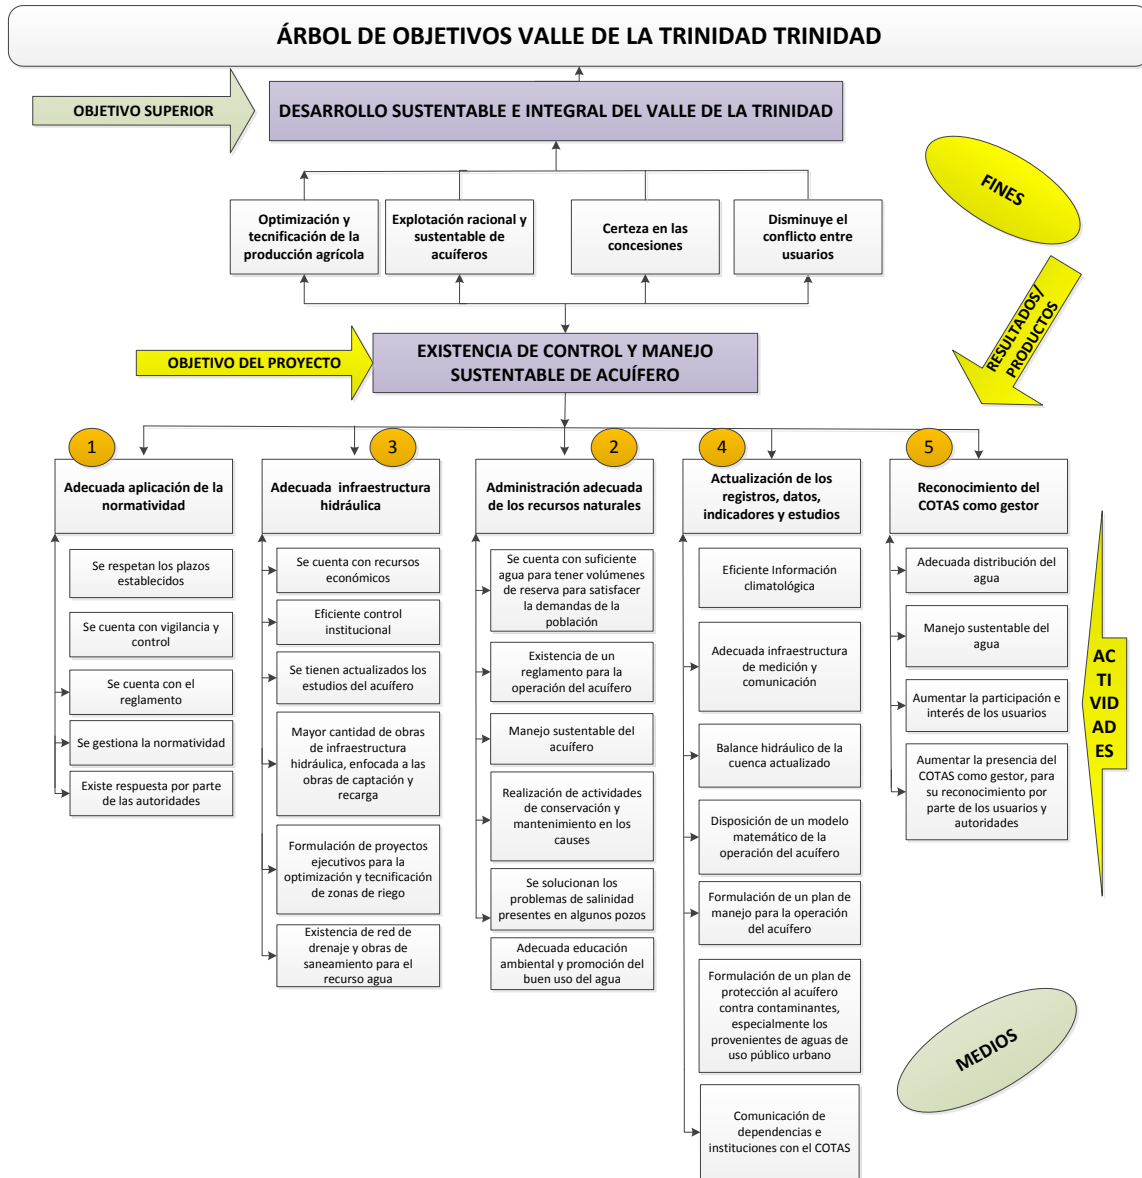 ÁRBOL DE OBJETIVOS VALLE DE LA TRINIDAD TRINIDAD
OBJETIVO SUPERIOR
DESARROLLO SUSTENTABLE E INTEGRAL DEL VALLE DE LA TRINIDAD
FINES
Optimización y
tecnificación de la
producción agrícola
Explotación racional y
sustentable de
acuíferos
Certeza en las
concesiones
Disminuye el
conflicto entre
usuarios
RESULTADOS/
PRODUCTOS
OBJETIVO DEL PROYECTO
EXISTENCIA DE CONTROL Y MANEJO
SUSTENTABLE DE ACUÍFERO
1
Adecuada aplicación de la
normatividad
Se respetan los plazos
establecidos
Se cuenta con vigilancia y
control
Se cuenta con el
reglamento
Se gestiona la normatividad
Existe respuesta por parte
de las autoridades
3
Adecuada infraestructura
hidráulica
Se cuenta con recursos
económicos
Eficiente control
institucional
Se tienen actualizados los
estudios del acuífero
Mayor cantidad de obras
de infraestructura
hidráulica, enfocada a las
obras de captación y
recarga
Formulación de proyectos
ejecutivos para la
optimización y tecnificación
de zonas de riego
Existencia de red de
drenaje y obras de
saneamiento para el
recurso agua
2
Administración adecuada
de los recursos naturales
Se cuenta con suficiente
agua para tener volúmenes
de reserva para satisfacer
la demandas de la
población
Existencia de un
reglamento para la
operación del acuífero
Manejo sustentable del
acuífero
Realización de actividades
de conservación y
mantenimiento en los
causes
Se solucionan los
problemas de salinidad
presentes en algunos pozos
Adecuada educación
ambiental y promoción del
buen uso del agua
4
Actualización de los
registros, datos,
indicadores y estudios
Eficiente Información
climatológica
Adecuada infraestructura
de medición y
comunicación
Balance hidráulico de la
cuenca actualizado
Disposición de un modelo
matemático de la
operación del acuífero
Formulación de un plan de
manejo para la operación
del acuífero
Formulación de un plan de
protección al acuífero
contra contaminantes,
especialmente los
provenientes de aguas de
uso público urbano
Comunicación de
dependencias e
instituciones con el COTAS
5
Reconocimiento del
COTAS como gestor
Adecuada distribución del
agua
Manejo sustentable del
agua
Aumentar la participación e
interés de los usuarios
Aumentar la presencia del
COTAS como gestor, para
su reconocimiento por
parte de los usuarios y
autoridades
AC
TI
VID
AD
ES
MEDIOS